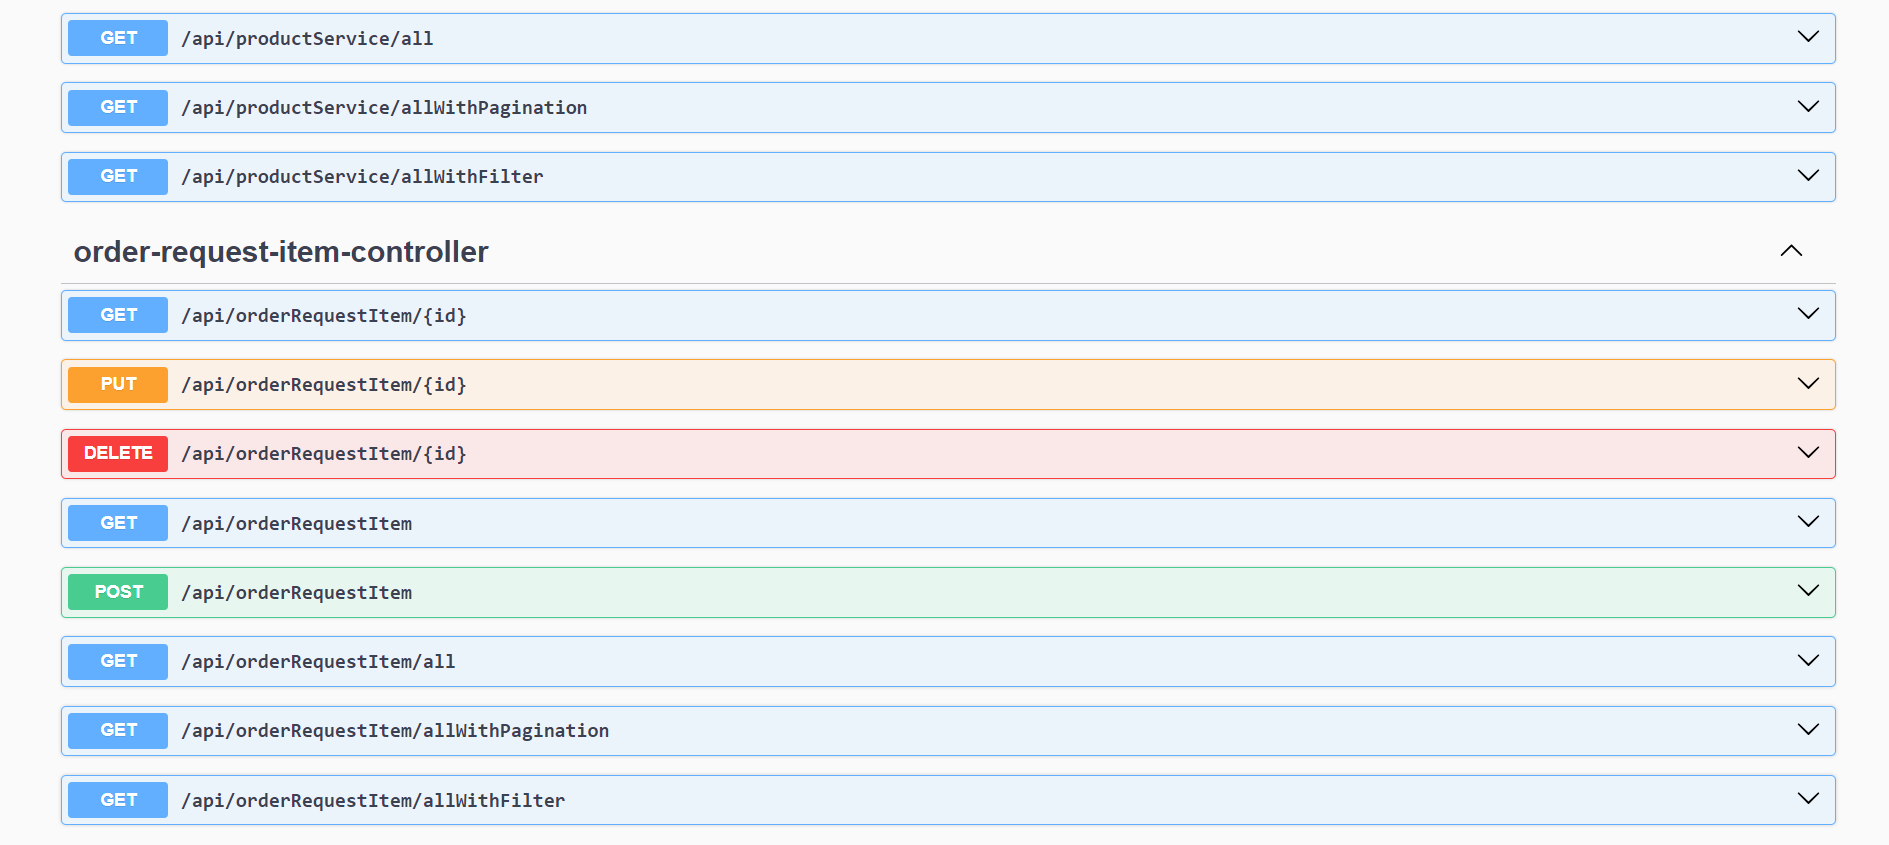 GET /api/productService/all
GET /api/productService/allWithPagination
GET /api/productService/allWithFilter
order-request-item-controller
GET /api/orderRequestItem/{id}
PUT /api/orderRequestItem/{id}
DELETE /api/orderRequestItem/{id}
GET /api/orderRequestItem
POST /api/orderRequestItem
GET /api/orderRequestItem/all
GET /api/orderRequestItem/allWithPagination
GET /api/orderRequestItem/allWithFilter